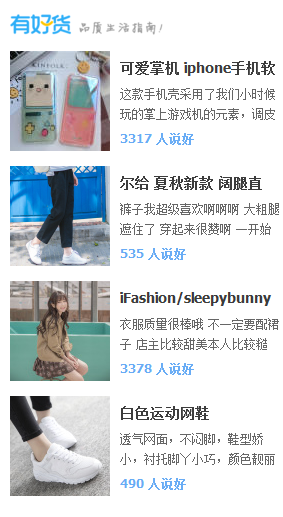 有好货 品质生活指南
可爱掌机 iphone手机软
这款手机壳采用了我们小时候
玩的掌上游戏机的元素，调皮
3317 人说好
尔给 夏秋新款 阔腿直
裤子我超级喜欢啊啊啊 大粗腿
遮住了 穿起来很赞啊 一开始
535 人说好
iFashion/sleepybunny
衣服质量很棒哦 不一定要配裙
子 店主比较甜美本人比较糙
3378 人说好
白色运动网鞋
透气网面，不闷脚，鞋型娇
小，衬托脚丫小巧，颜色靓丽
490 人说好